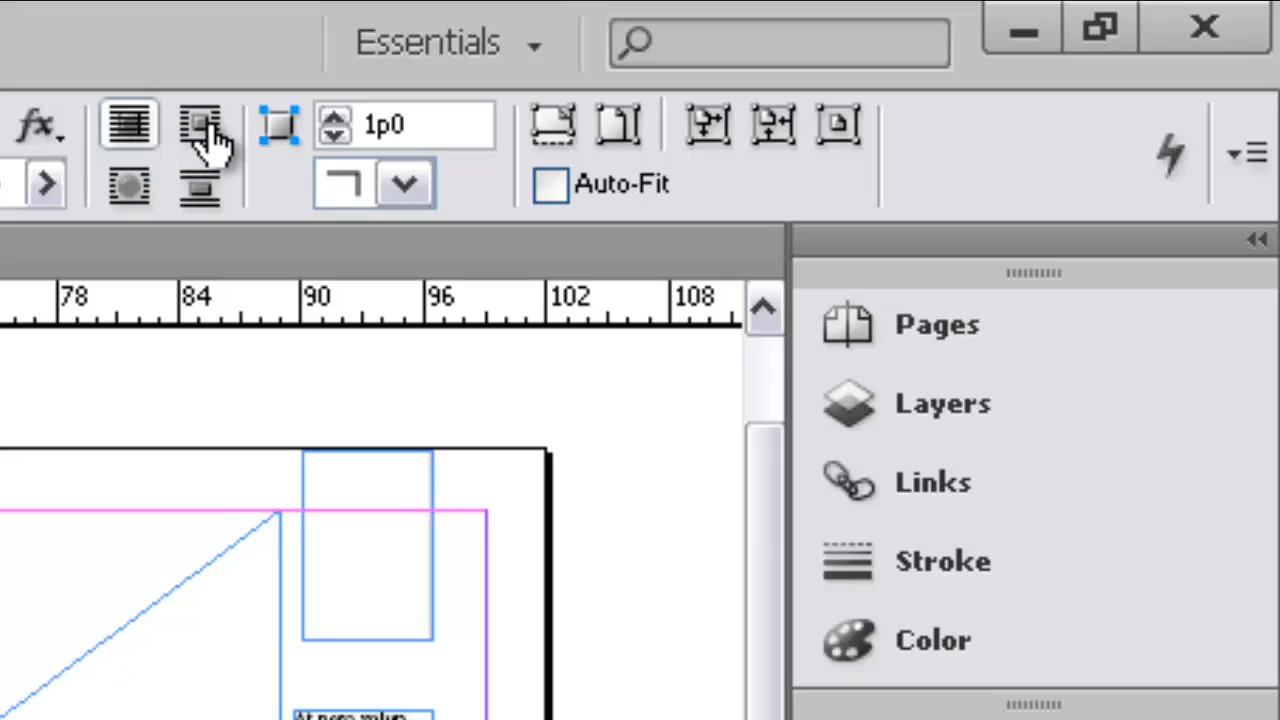 Essentials
fx.
1p0
Auto-Fit
78 84 90 96 102 108
Pages
Layers
Links
Stroke
Color